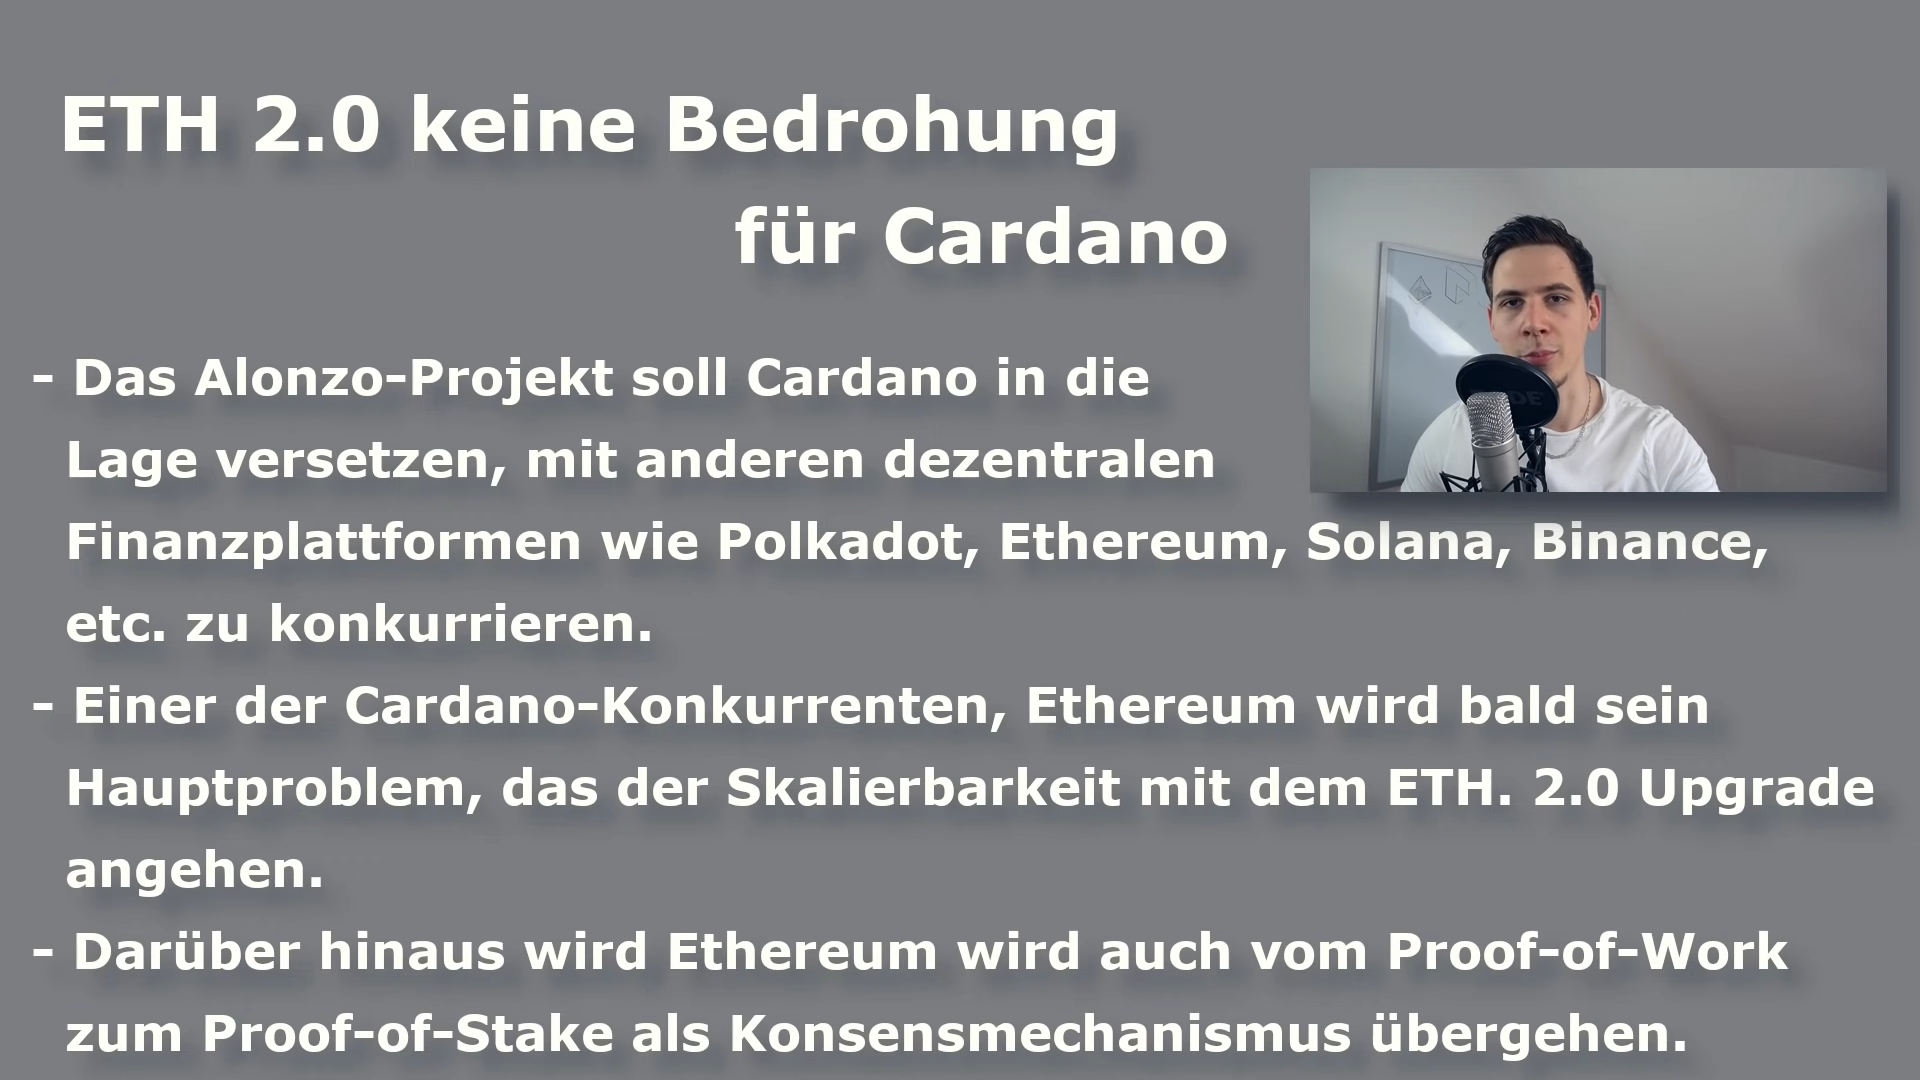 ETH 2.0 keine Bedrohung
für Cardano
- Das Alonzo-Projekt soll Cardano in die
Lage versetzen, mit anderen dezentralen
Finanzplattformen wie Polkadot, Ethereum, Solana, Binance,
etc. zu konkurrieren.
- Einer der Cardano-Konkurrenten, Ethereum wird bald sein
Hauptproblem, das der Skalierbarkeit mit dem ETH. 2.0 Upgrade
angehen.
- Darüber hinaus wird Ethereum wird auch vom Proof-of-Work
zum Proof-of-Stake als Konsensmechanismus übergehen.